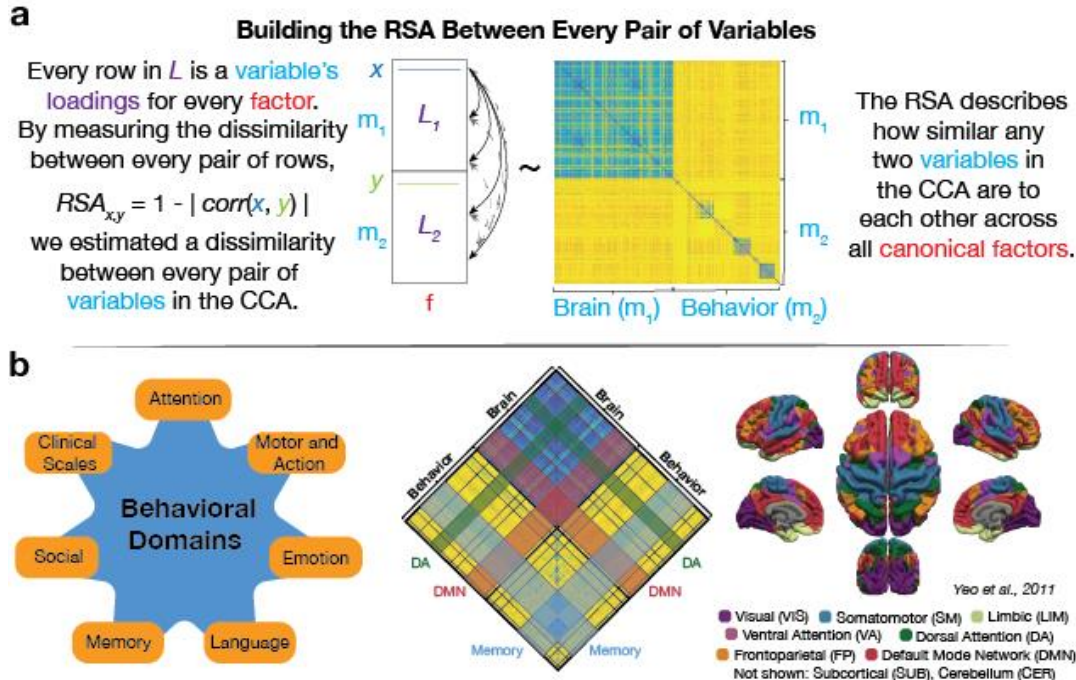 a
Building the RSA Between Every Pair of Variables
Every row in L is a variable's
loadings for every factor.
By measuring the dissimilarity
between every pair of rows,
RSAx,y = 1 - | corr(x, y) |
we estimated a dissimilarity
between every pair of
variables in the CCA.
x
m1
L1
y
m2
L2
f
~
m1
m2
Brain (m1) Behavior (m2)
The RSA describes
how similar any
two variables in
the CCA are to
each other across
all canonical factors.
b
Attention
Clinical
Scales
Motor and
Action
Behavioral
Domains
Social
Emotion
Memory
Language
Brain
Brain
Behavior
Behavior
DA
DA
DMN
DMN
Memory
Memory
Yeo et al., 2011
Visual (VIS) Somatomotor (SM) Limbic (LIM)
Ventral Attention (VA) Dorsal Attention (DA)
Frontoparietal (FP) Default Mode Network (DMN)
Not shown: Subcortical (SUB), Cerebellum (CER)